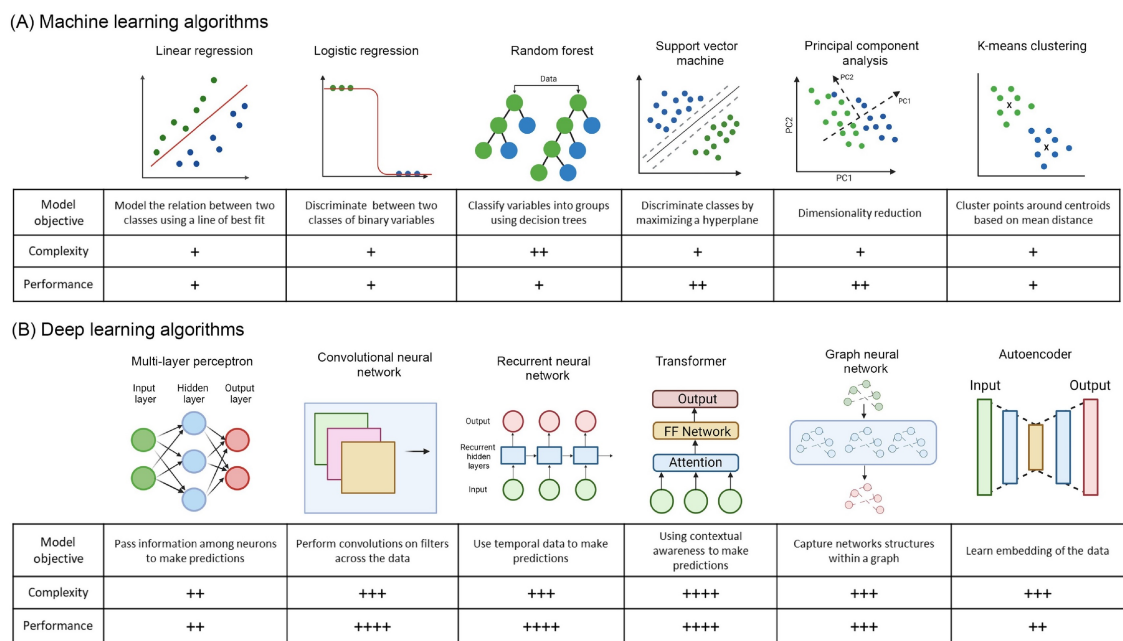 (A) Machine learning algorithms
Linear regression
Logistic regression
Random forest
Support vector
machine
Principal component
analysis
K-means clustering
Data
PC2
PC1
PC2
PC1
X
X
Model
objective
Model the relation between two
classes using a line of best fit
Discriminate between two
classes of binary variables
Classify variables into groups
using decision trees
Discriminate classes by
maximizing a hyperplane
Dimensionality reduction
Cluster points around centroids
based on mean distance
Complexity
+
+
++
+
+
+
Performance
+
+
+
++
++
+
(B) Deep learning algorithms
Multi-layer perceptron
Convolutional neural
network
Recurrent neural
network
Transformer
Graph neural
network
Autoencoder
Input
layer
Hidden
layer
Output
layer
Output
Recurrent
hidden
layers
Input
Output
FF Network
Attention
Input
Output
Model
objective
Pass information among neurons
to make predictions
Perform convolutions on filters
across the data
Use temporal data to make
predictions
Using contextual
awareness to make
predictions
Capture networks structures
within a graph
Learn embedding of the data
Complexity
++
+++
+++
++++
+++
+++
Performance
++
++++
++++
++++
+++
++